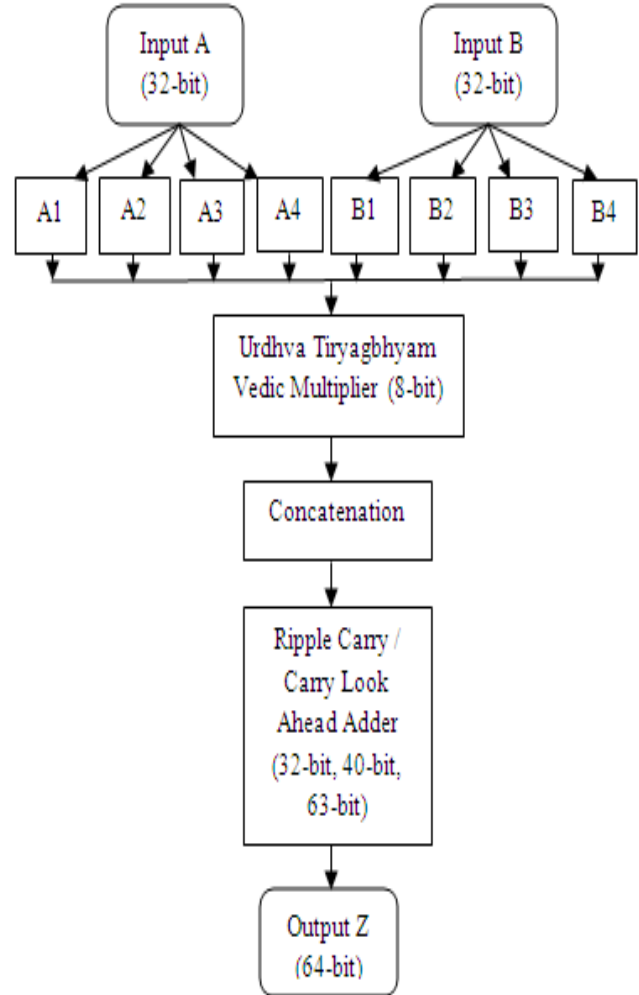 Input A
(32-bit)
Input B
(32-bit)
A1
A2
A3
A4
B1
B2
B3
B4
Urdhva Tiryagbhyam
Vedic Multiplier (8-bit)
Concatenation
Ripple Carry /
Carry Look
Ahead Adder
(32-bit, 40-bit,
63-bit)
Output Z
(64-bit)